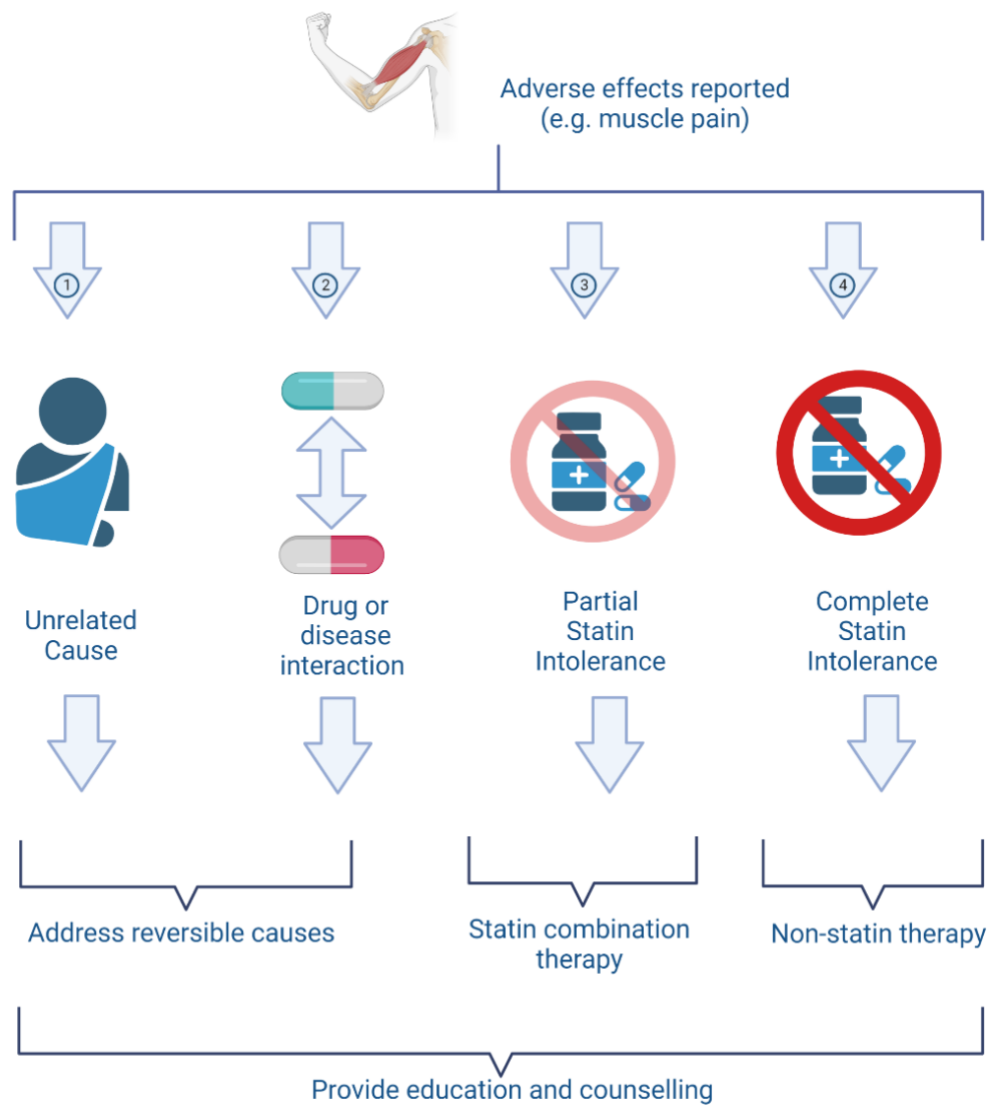 Adverse effects reported
(e.g. muscle pain)
1
2
3
4
Unrelated
Cause
Drug or
disease
interaction
Partial
Statin
Intolerance
Complete
Statin
Intolerance
Address reversible causes
Statin combination
therapy
Non-statin therapy
Provide education and counselling